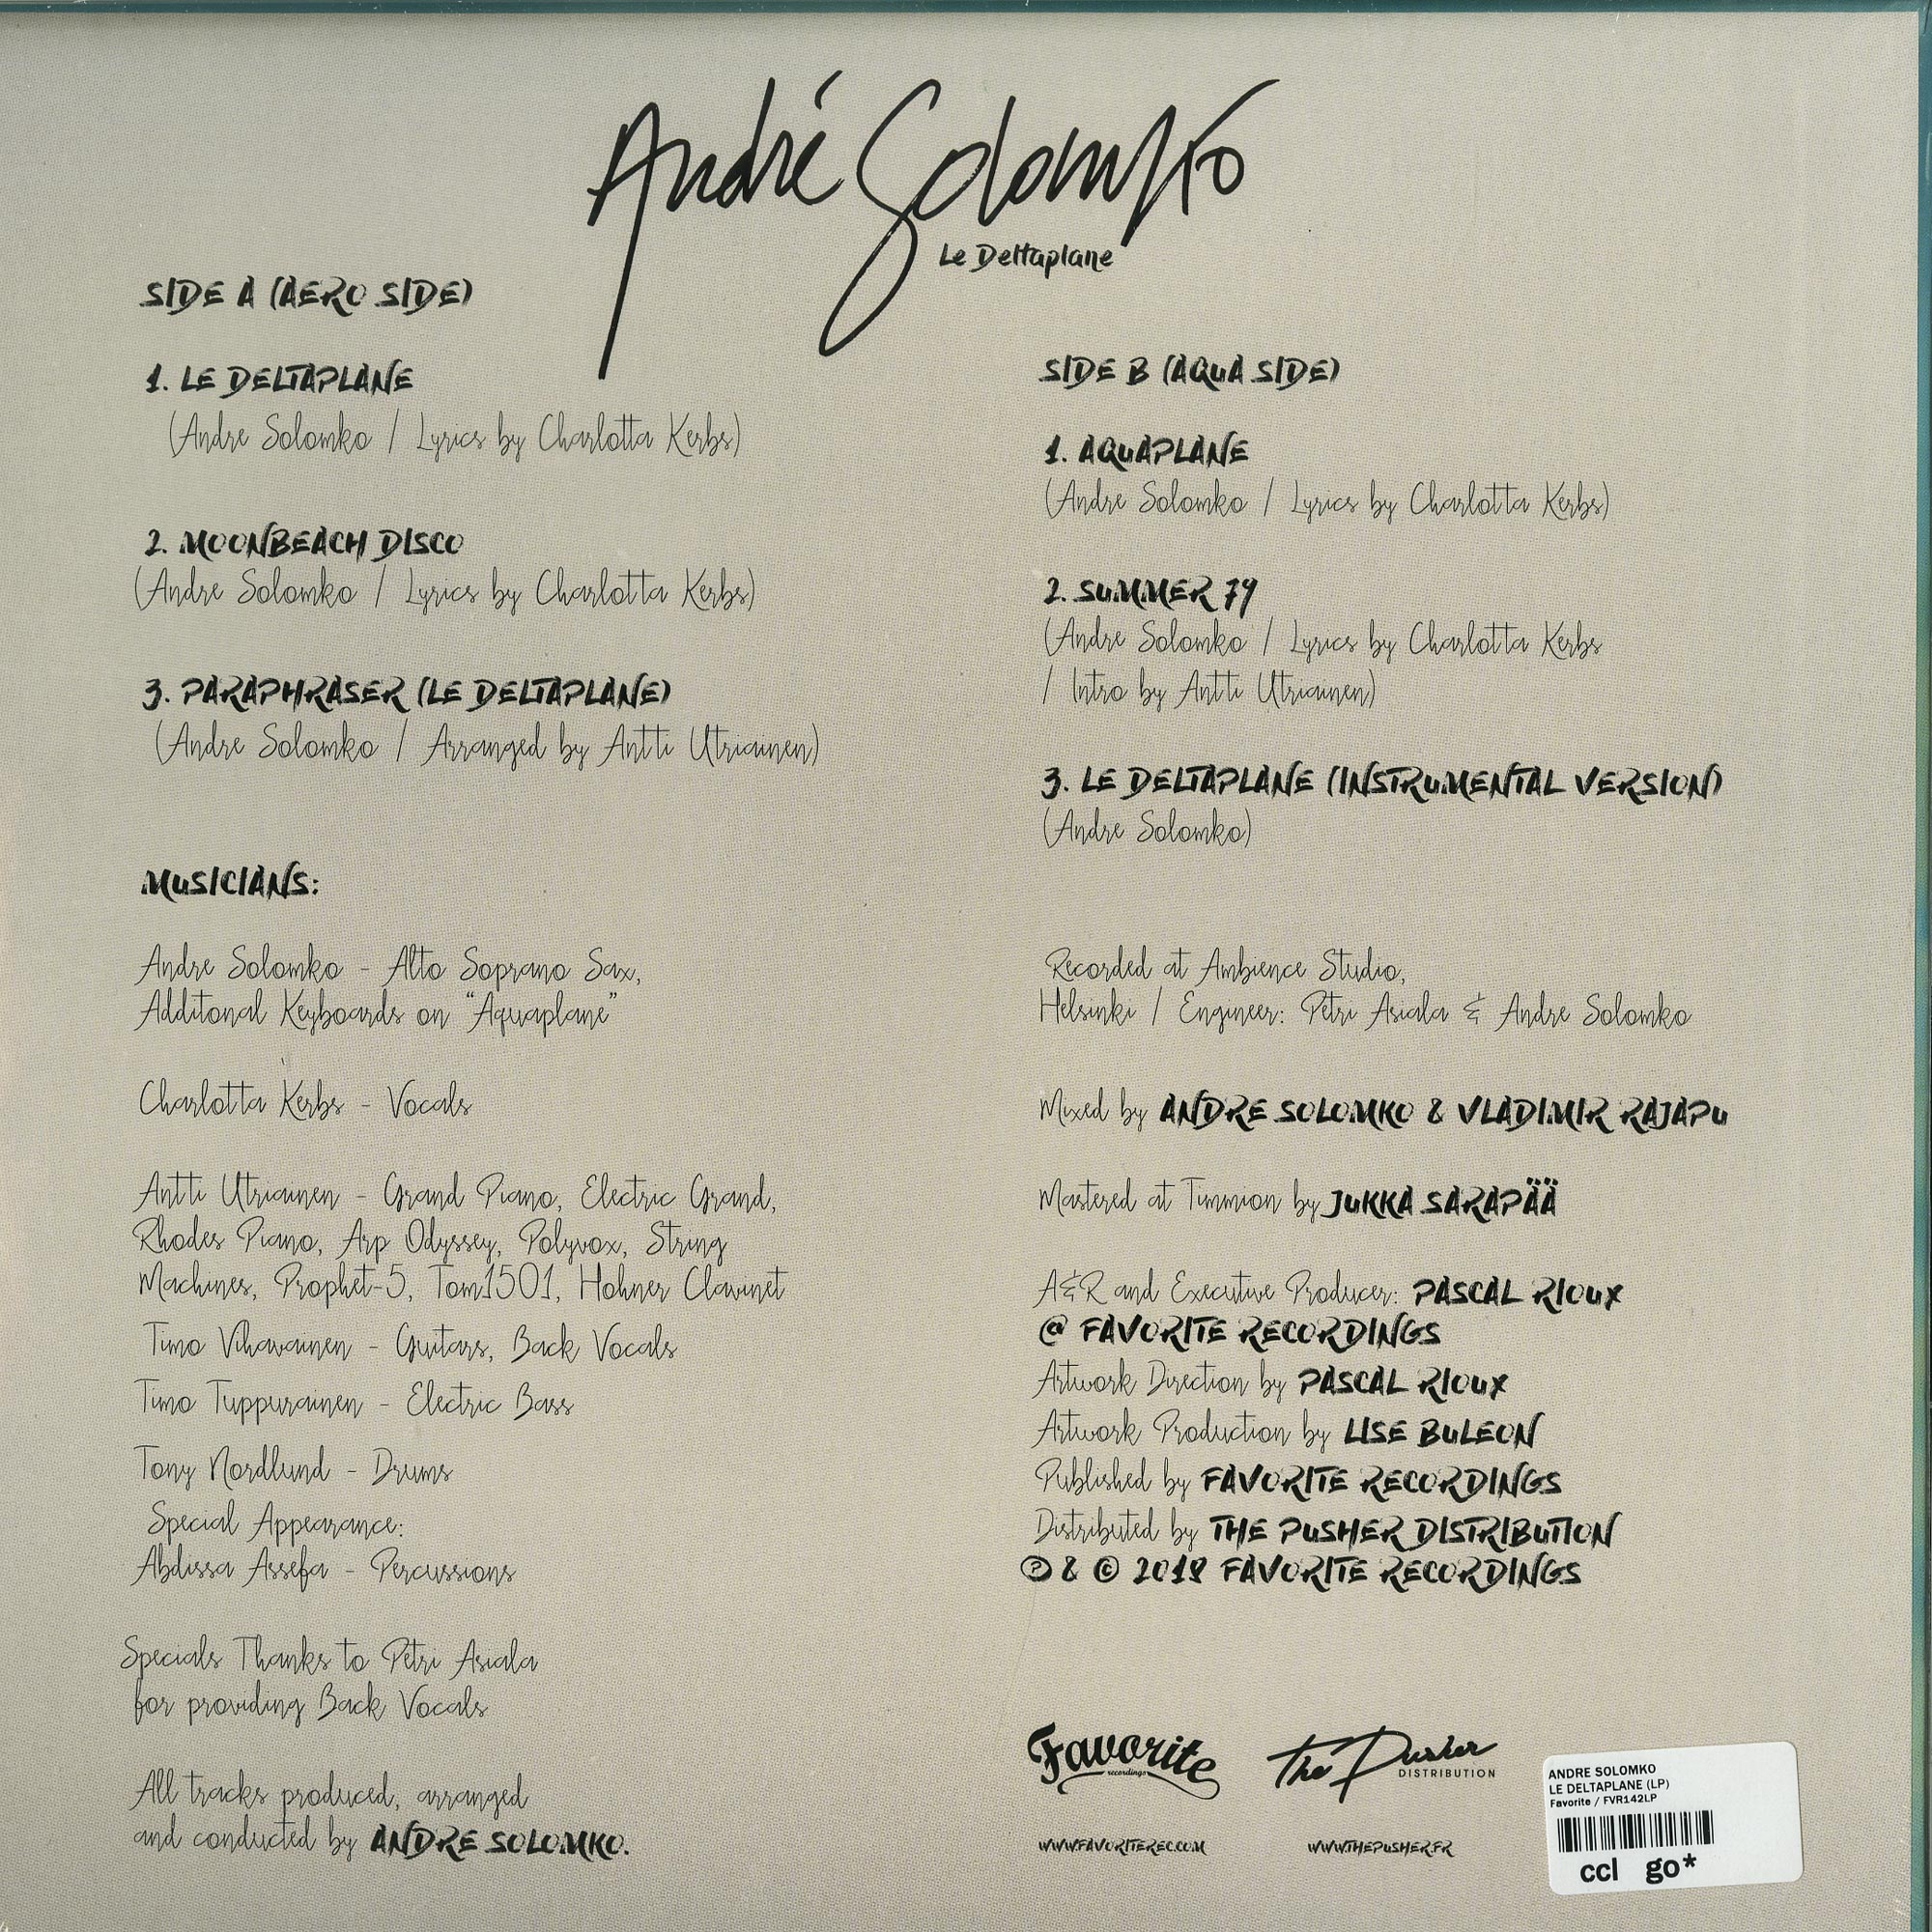 André Solomko
Le Deltaplane
SIDE A (AERO SIDE)
1. LE DELTAPLANE
(Andre Solomko / Lyrics by Charlotta Kerbs)
2. MOONBEACH DISCO
(Andre Solomko / Lyrics by Charlotta Kerbs)
3. PARAPHRASER (LE DELTAPLANE)
(Andre Solomko / Arranged by Antti Utriainen)
MUSICIANS:
Andre Solomko - Alto Soprano Sax,
Additonal Keyboards on "Aquaplane"
Charlotta Kerbs - Vocals
Antti Utriainen - Grand Piano, Electric Grand,
Rhodes Piano, Arp Odyssey, Polyvox, String
Machines, Prophet-5, Tom1501, Hohner Clavinet
Timo Vihavainen - Guitars, Back Vocals
Timo Tuppurainen - Electric Bass
Tony Nordlund - Drums
Special Appearance:
Abdissa Assefa - Percussions
Specials Thanks to Petri Asiala
for providing Back Vocals
All tracks produced, arranged
and conducted by ANDRE SOLOMKO.
SIDE B (AQUA SIDE)
1. AQUAPLANE
(Andre Solomko / Lyrics by Charlotta Kerbs)
2. SUMMER 79
(Andre Solomko / Lyrics by Charlotta Kerbs
/ Intro by Antti Utriainen)
3. LE DELTAPLANE (INSTRUMENTAL VERSION)
(Andre Solomko)
Recorded at Ambience Studio,
Helsinki / Engineer: Petri Asiala & Andre Solomko
Mixed by ANDRE SOLOMKO & VLADIMIR RAJAPU
Mastered at Timmion by JUKKA SARAPÄÄ
A&R and Executive Producer: PASCAL RIOUX
@ FAVORITE RECORDINGS
Artwork Direction by PASCAL RIOUX
Artwork Production by LISE BULEON
Published by FAVORITE RECORDINGS
Distributed by THE PUSHER DISTRIBUTION
℗ & © 2018 FAVORITE RECORDINGS
Favorite
recordings
The Pusher
DISTRIBUTION
WWW.FAVORITEREC.COM
WWW.THEPUSHER.FR
ANDRE SOLOMKO
LE DELTAPLANE (LP)
Favorite / FVR142LP
ccl go*